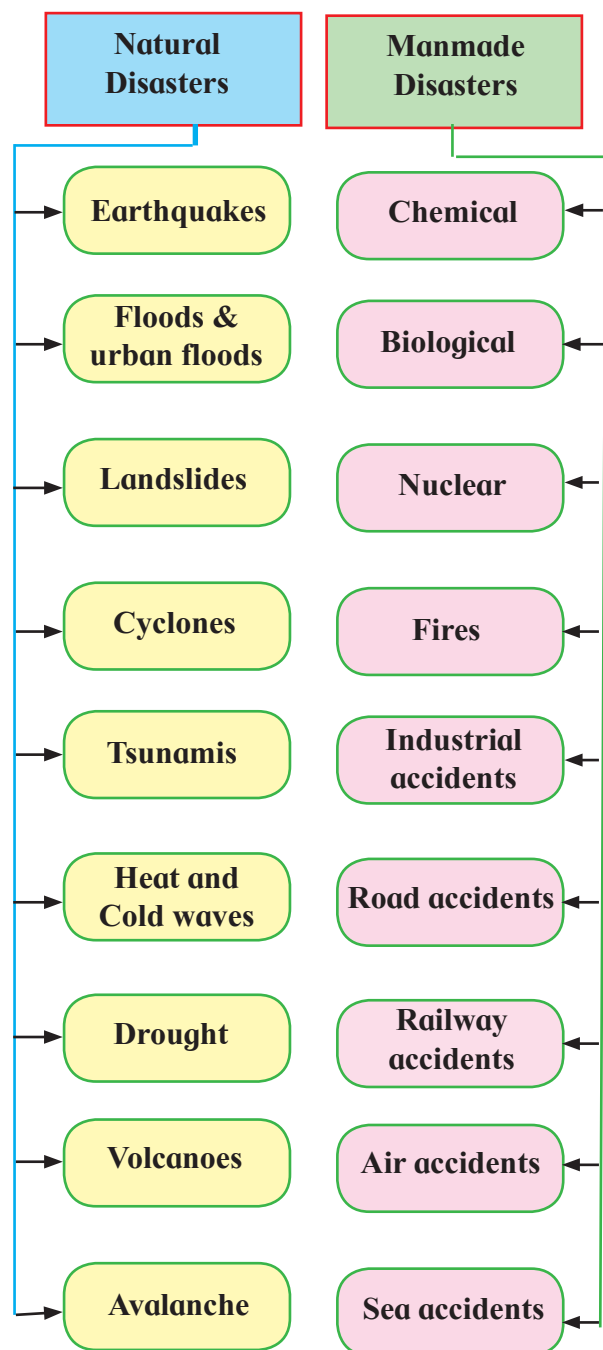 Natural
Disasters
Manmade
Disasters
Earthquakes
Floods &
urban floods
Landslides
Cyclones
Tsunamis
Heat and
Cold waves
Drought
Volcanoes
Avalanche
Chemical
Biological
Nuclear
Fires
Industrial
accidents
Road accidents
Railway
accidents
Air accidents
Sea accidents